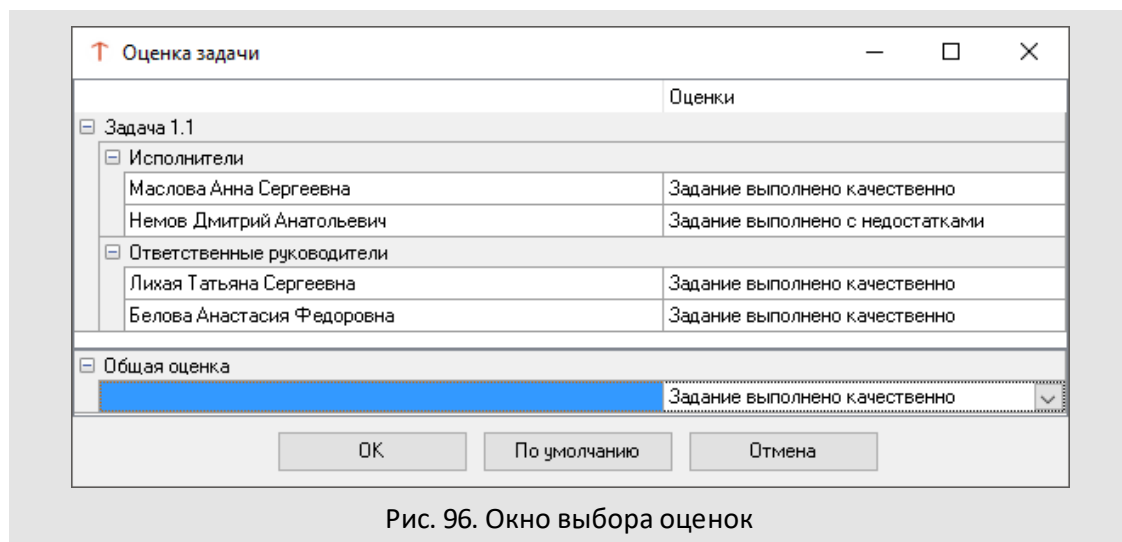 Оценка задачи
Оценки
Задача 1.1
Исполнители
Маслова Анна Сергеевна Задание выполнено качественно
Немов Дмитрий Анатольевич Задание выполнено с недостатками
Ответственные руководители
Лихая Татьяна Сергеевна Задание выполнено качественно
Белова Анастасия Федоровна Задание выполнено качественно
Общая оценка
Задание выполнено качественно
OK По умолчанию Отмена
Рис. 96. Окно выбора оценок